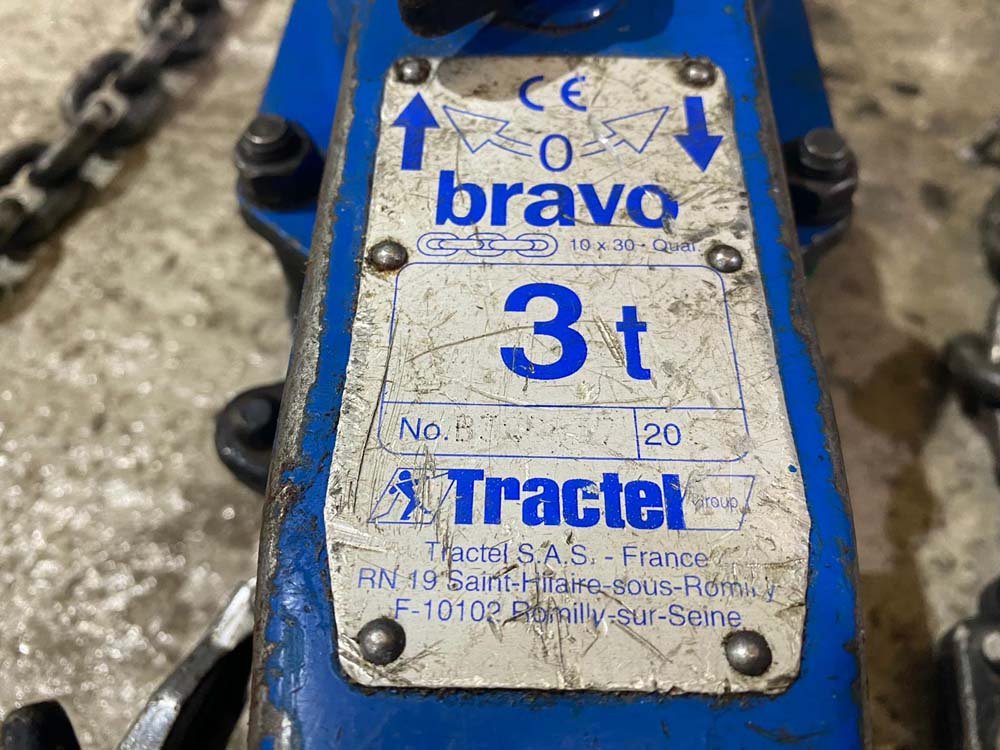 CE
0
bravo
10 x 30 - Qual.
3 t
No.
20
Tractel Group
Tractel S.A.S. - France
RN 19 Saint-Hilaire-sous-Romilly
F-10102 Romilly-sur-Seine